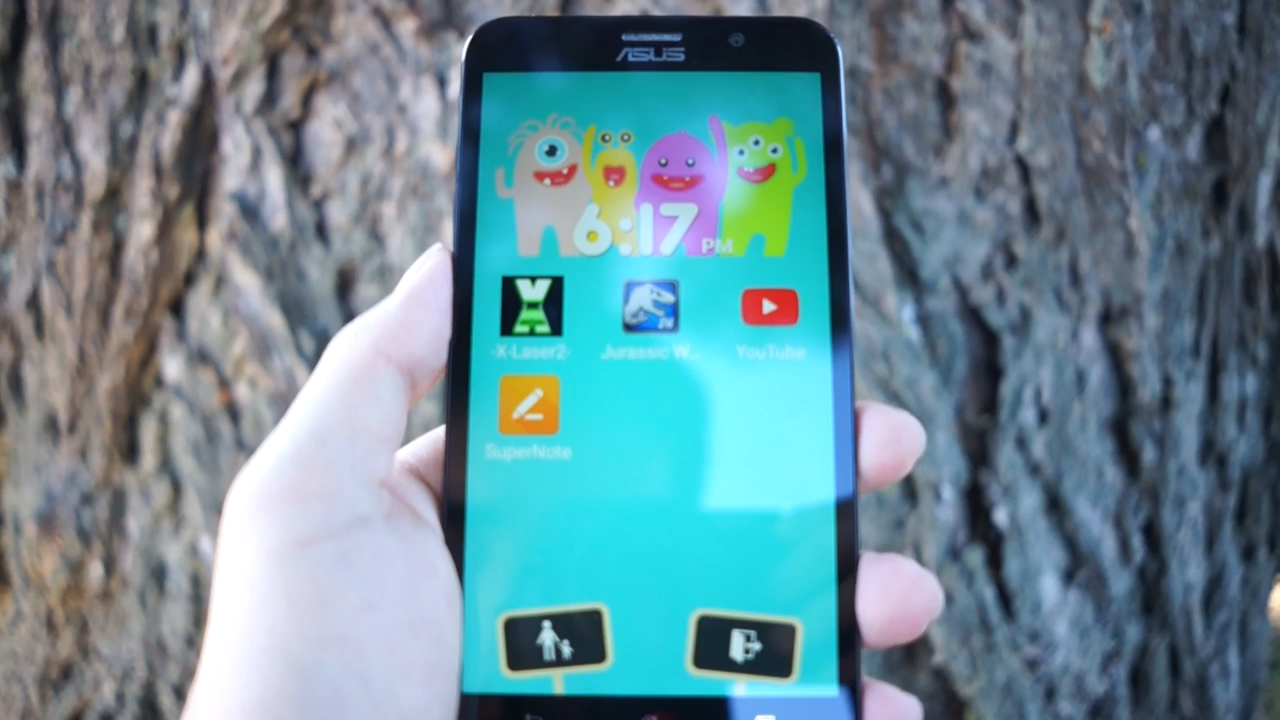 ASUS
6:17 PM
-X-Laser2-
Jurassic W...
YouTube
SuperNote